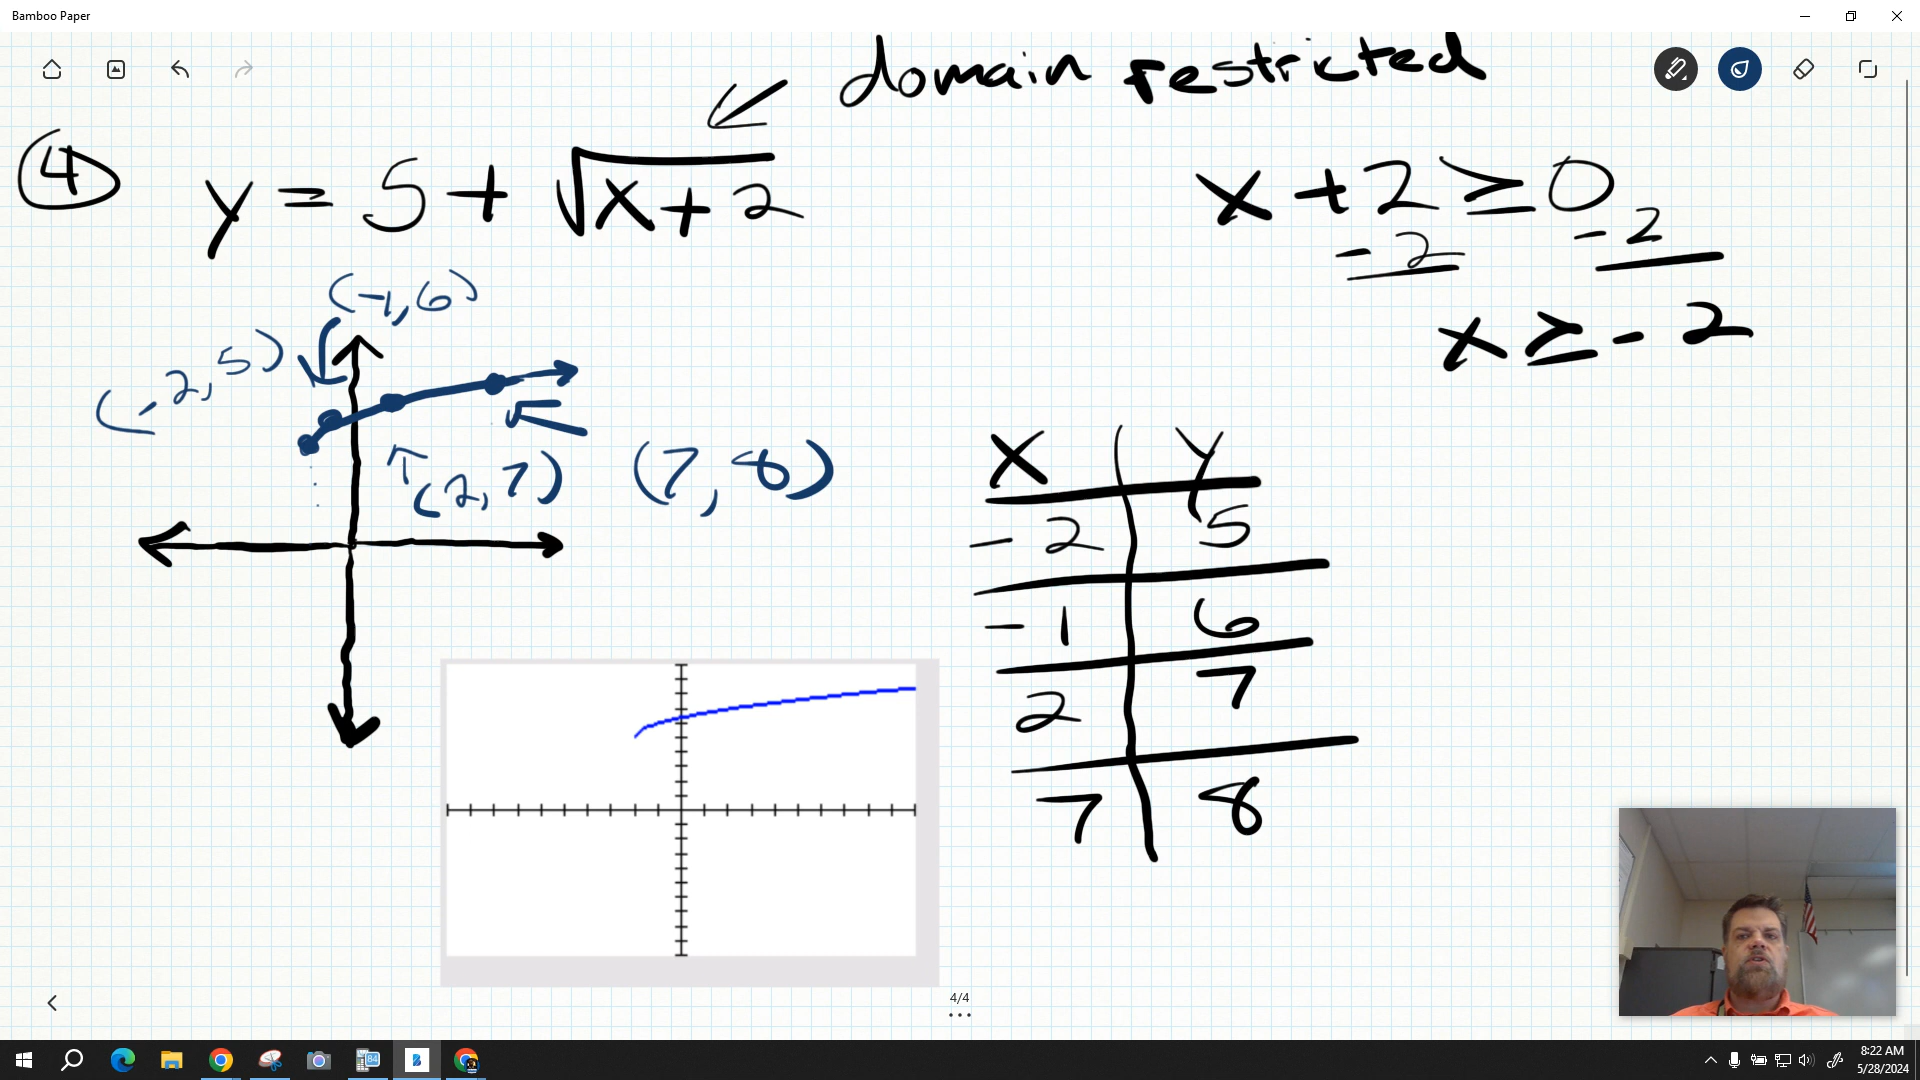 Bamboo Paper
domain restricted
④ y = 5 + √x+2
x + 2 ≥ 0
- 2 - 2
x ≥ - 2
(-1, 6)
(-2, 5)
(2, 7) (7, 8)
x y
-2 5
-1 6
2 7
7 8
4/4
84
8:22 AM
5/28/2024